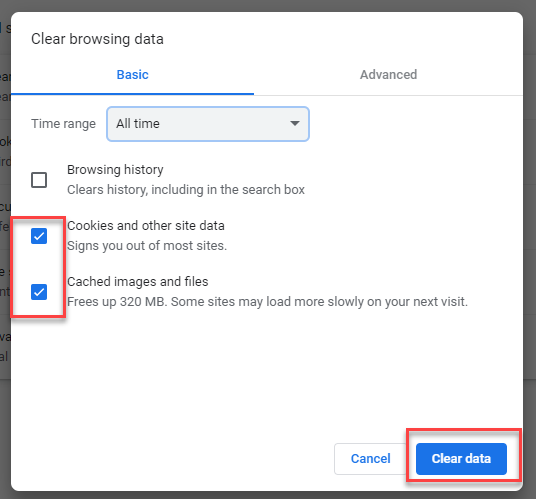 Clear browsing data
Basic Advanced
Time range All time
Browsing history
Clears history, including in the search box
Cookies and other site data
Signs you out of most sites.
Cached images and files
Frees up 320 MB. Some sites may load more slowly on your next visit.
Cancel Clear data